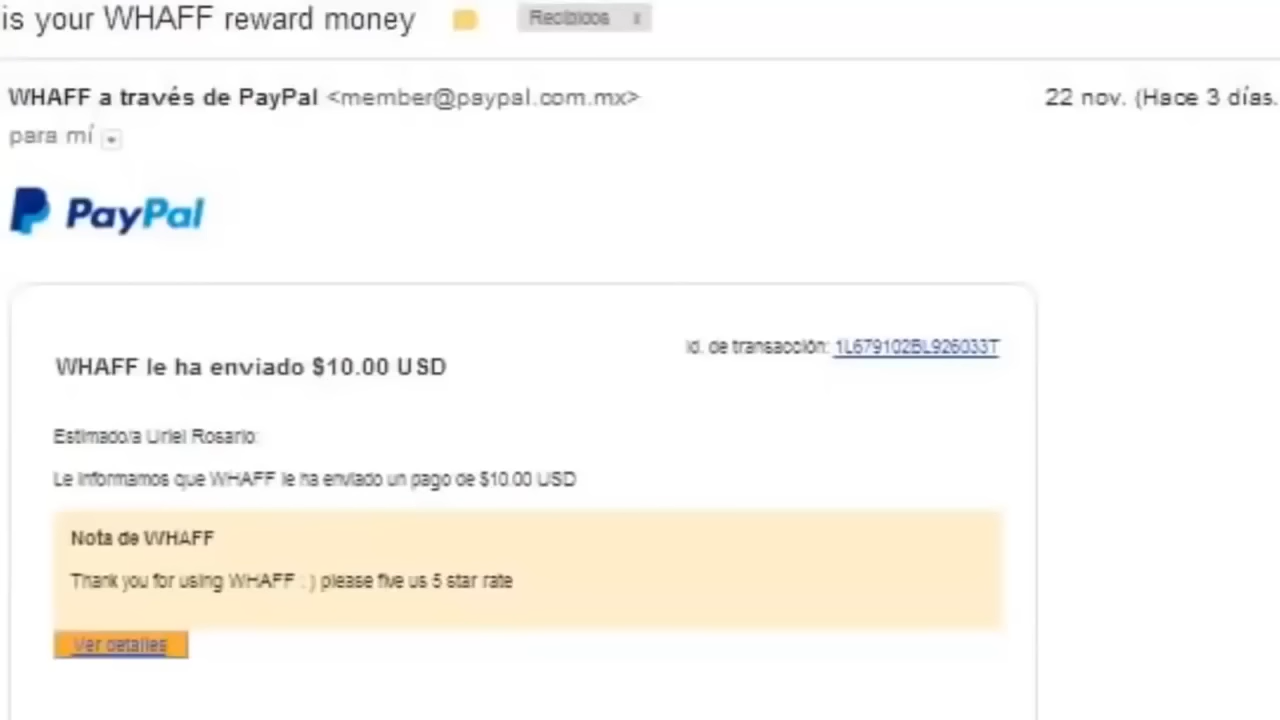 is your WHAFF reward money
Recibidos x
WHAFF a través de PayPal <member@paypal.com.mx>
22 nov. (Hace 3 días.
para mí
PayPal
Id. de transacción: 1L679102BL926033T
WHAFF le ha enviado $10.00 USD
Estimado/a Uriel Rosario:
Le informamos que WHAFF le ha enviado un pago de $10.00 USD
Nota de WHAFF
Thank you for using WHAFF : ) please five us 5 star rate
Ver detalles